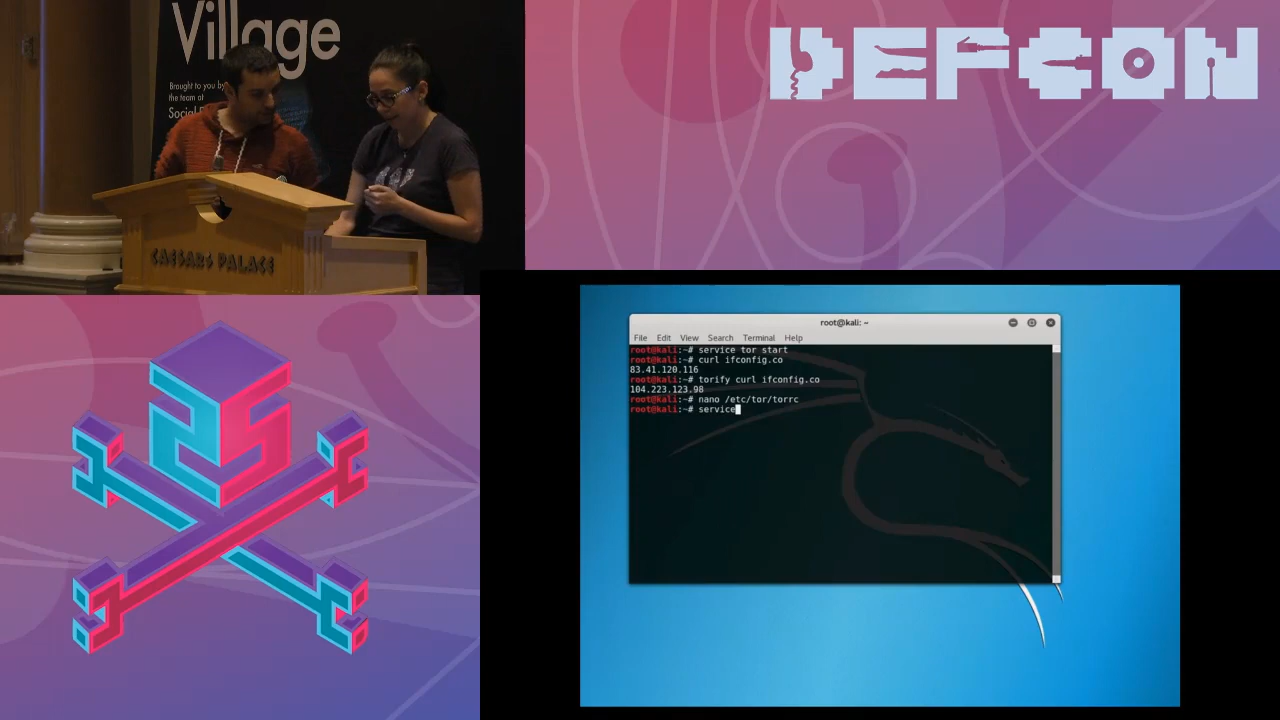 Village
Brought to you by
the team at
Social-
CAESARS PALACE
DEFCON
root@kali: ~
File Edit View Search Terminal Help
root@kali:~# service tor start
root@kali:~# curl ifconfig.co
83.41.120.116
root@kali:~# torify curl ifconfig.co
104.223.123.98
root@kali:~# nano /etc/tor/torrc
root@kali:~# service